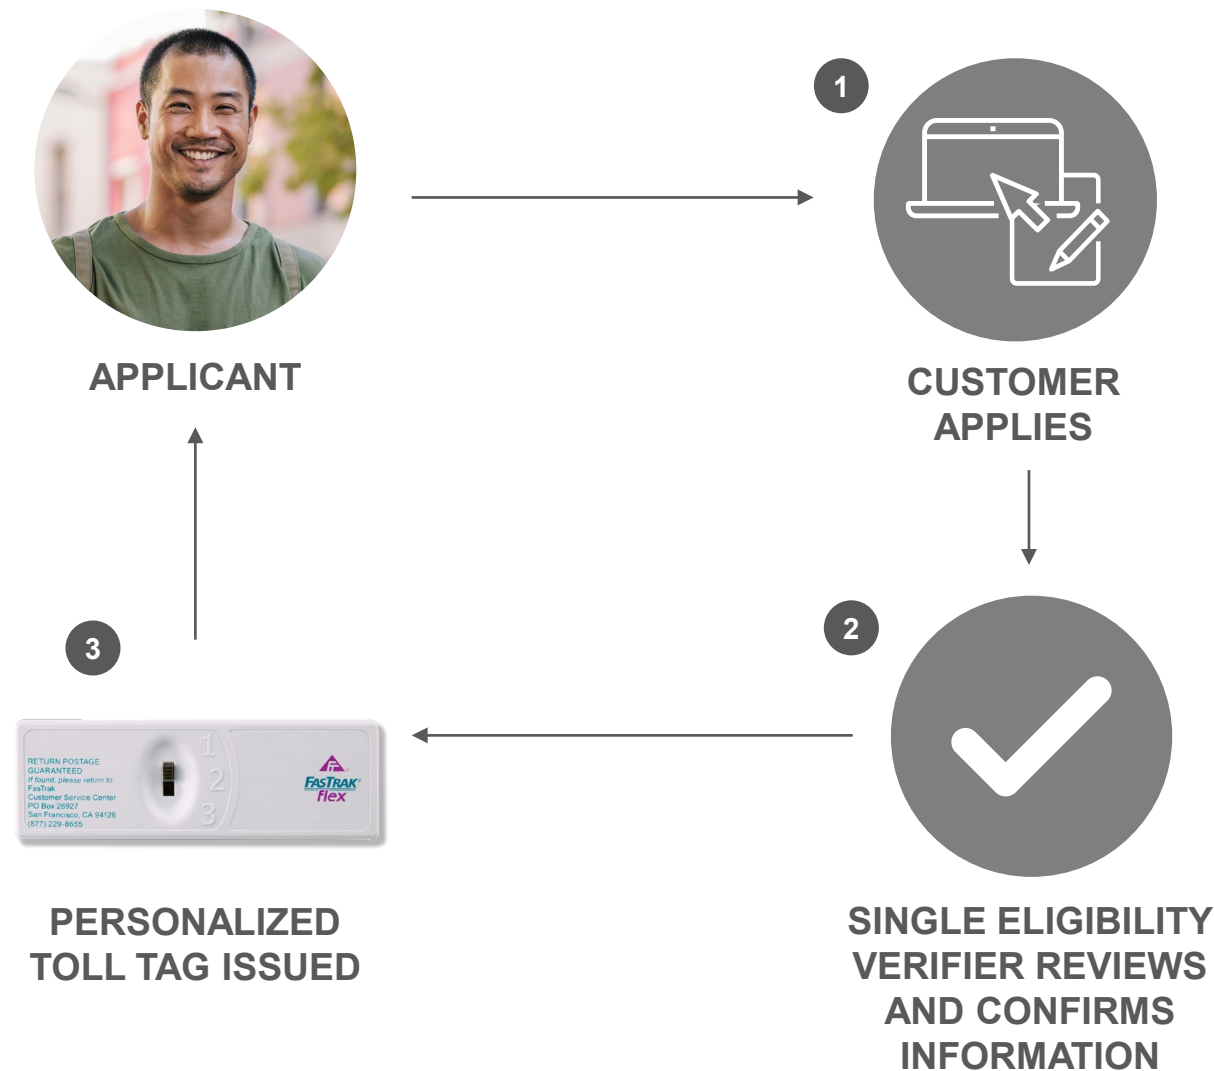 1
APPLICANT
CUSTOMER
APPLIES
3
2
RETURN POSTAGE
GUARANTEED
If found, please return to:
FasTrak
Customer Service Center
PO Box 26927
San Francisco, CA 94126
(877) 229-8655
1
2
3
FASTRAK®
flex
PERSONALIZED
TOLL TAG ISSUED
SINGLE ELIGIBILITY
VERIFIER REVIEWS
AND CONFIRMS
INFORMATION